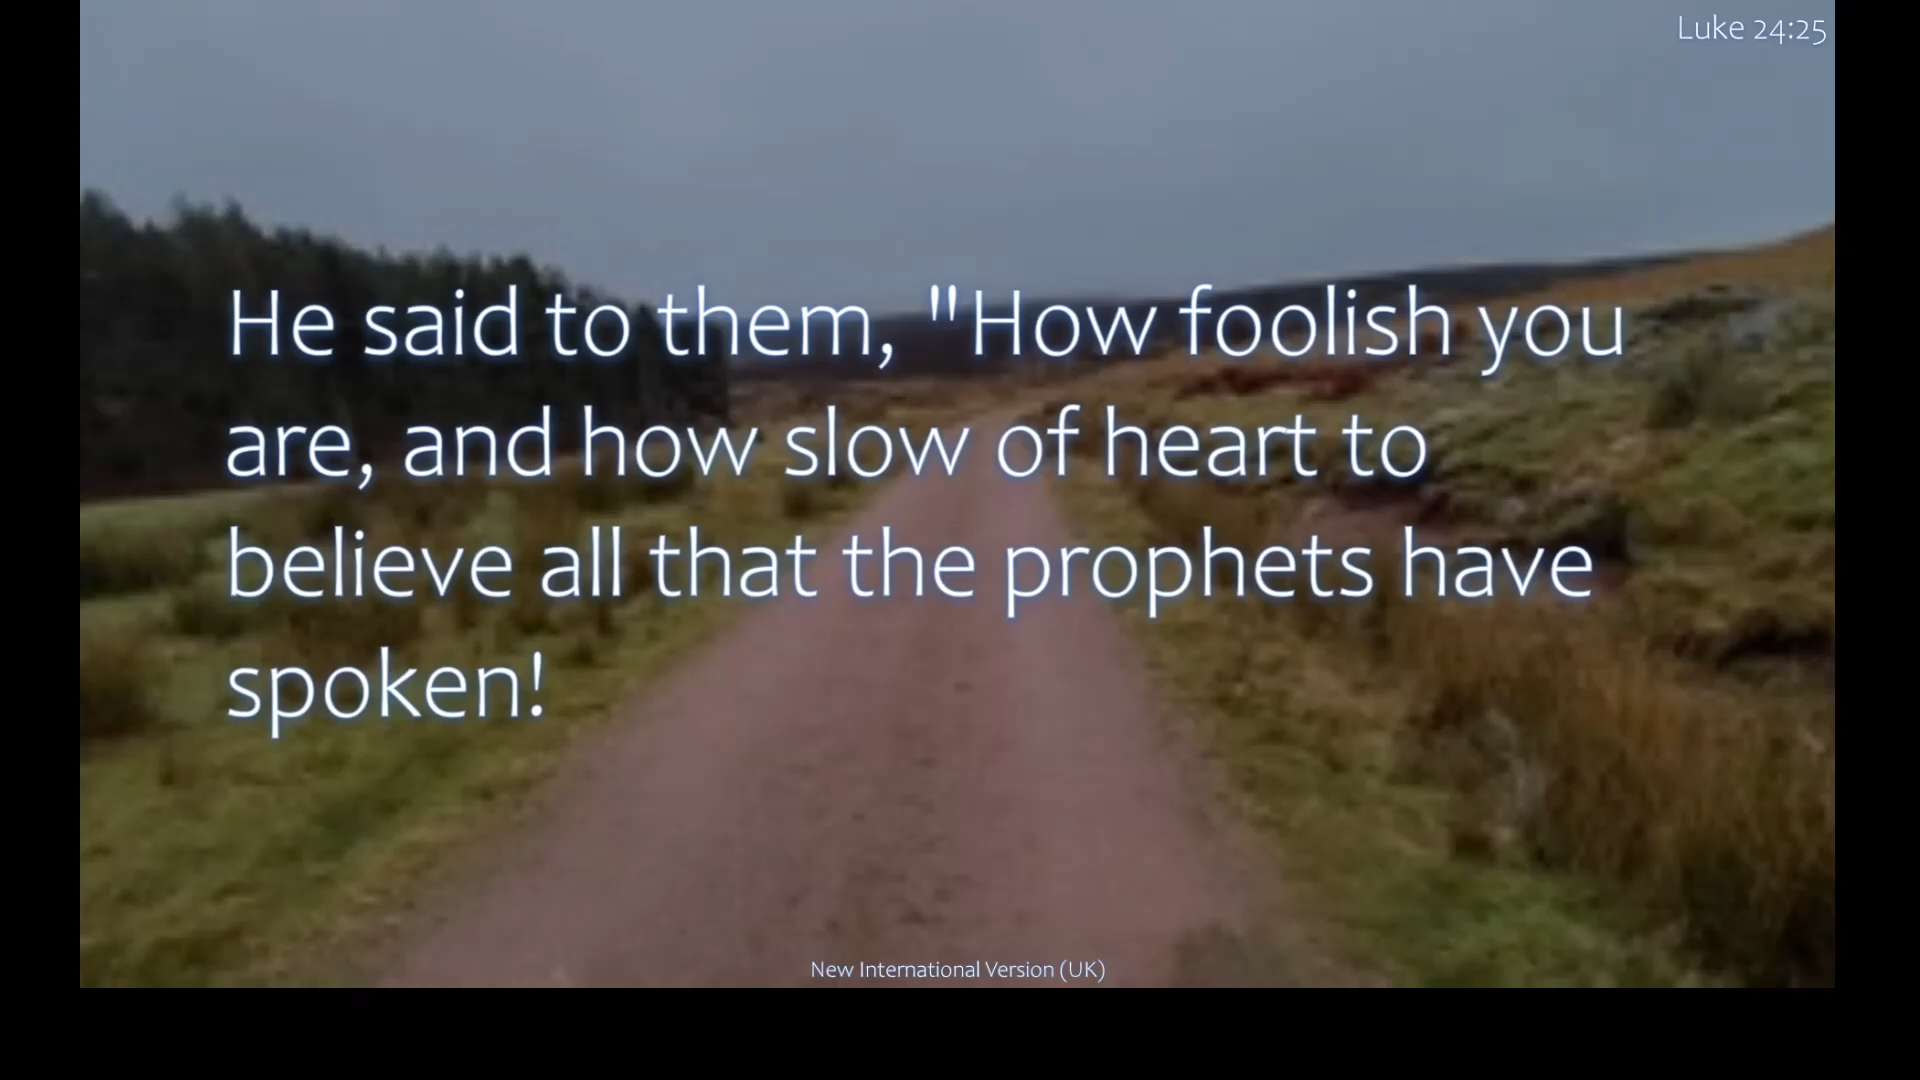 Luke 24:25
He said to them, "How foolish you
are, and how slow of heart to
believe all that the prophets have
spoken!
New International Version (UK)